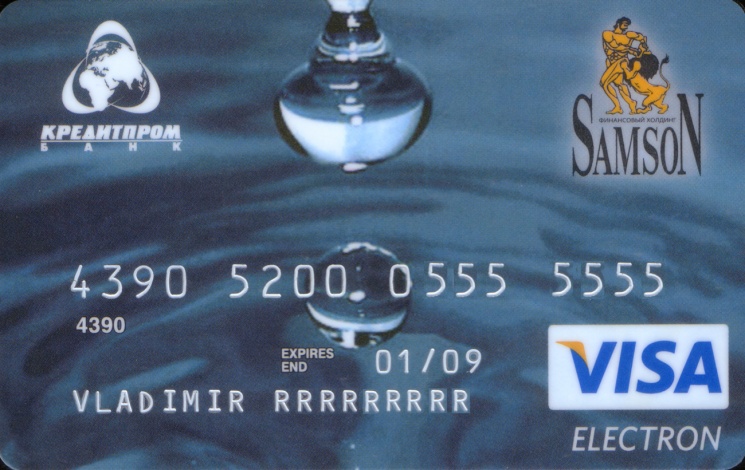 КРЕДИТПРОМ
БАНК
ФИНАНСОВЫЙ ХОЛДИНГ
SAMSON
4390 5200 0555 5555
4390
EXPIRES
END
01/09
VLADIMIR RRRRRRRRR
VISA
ELECTRON